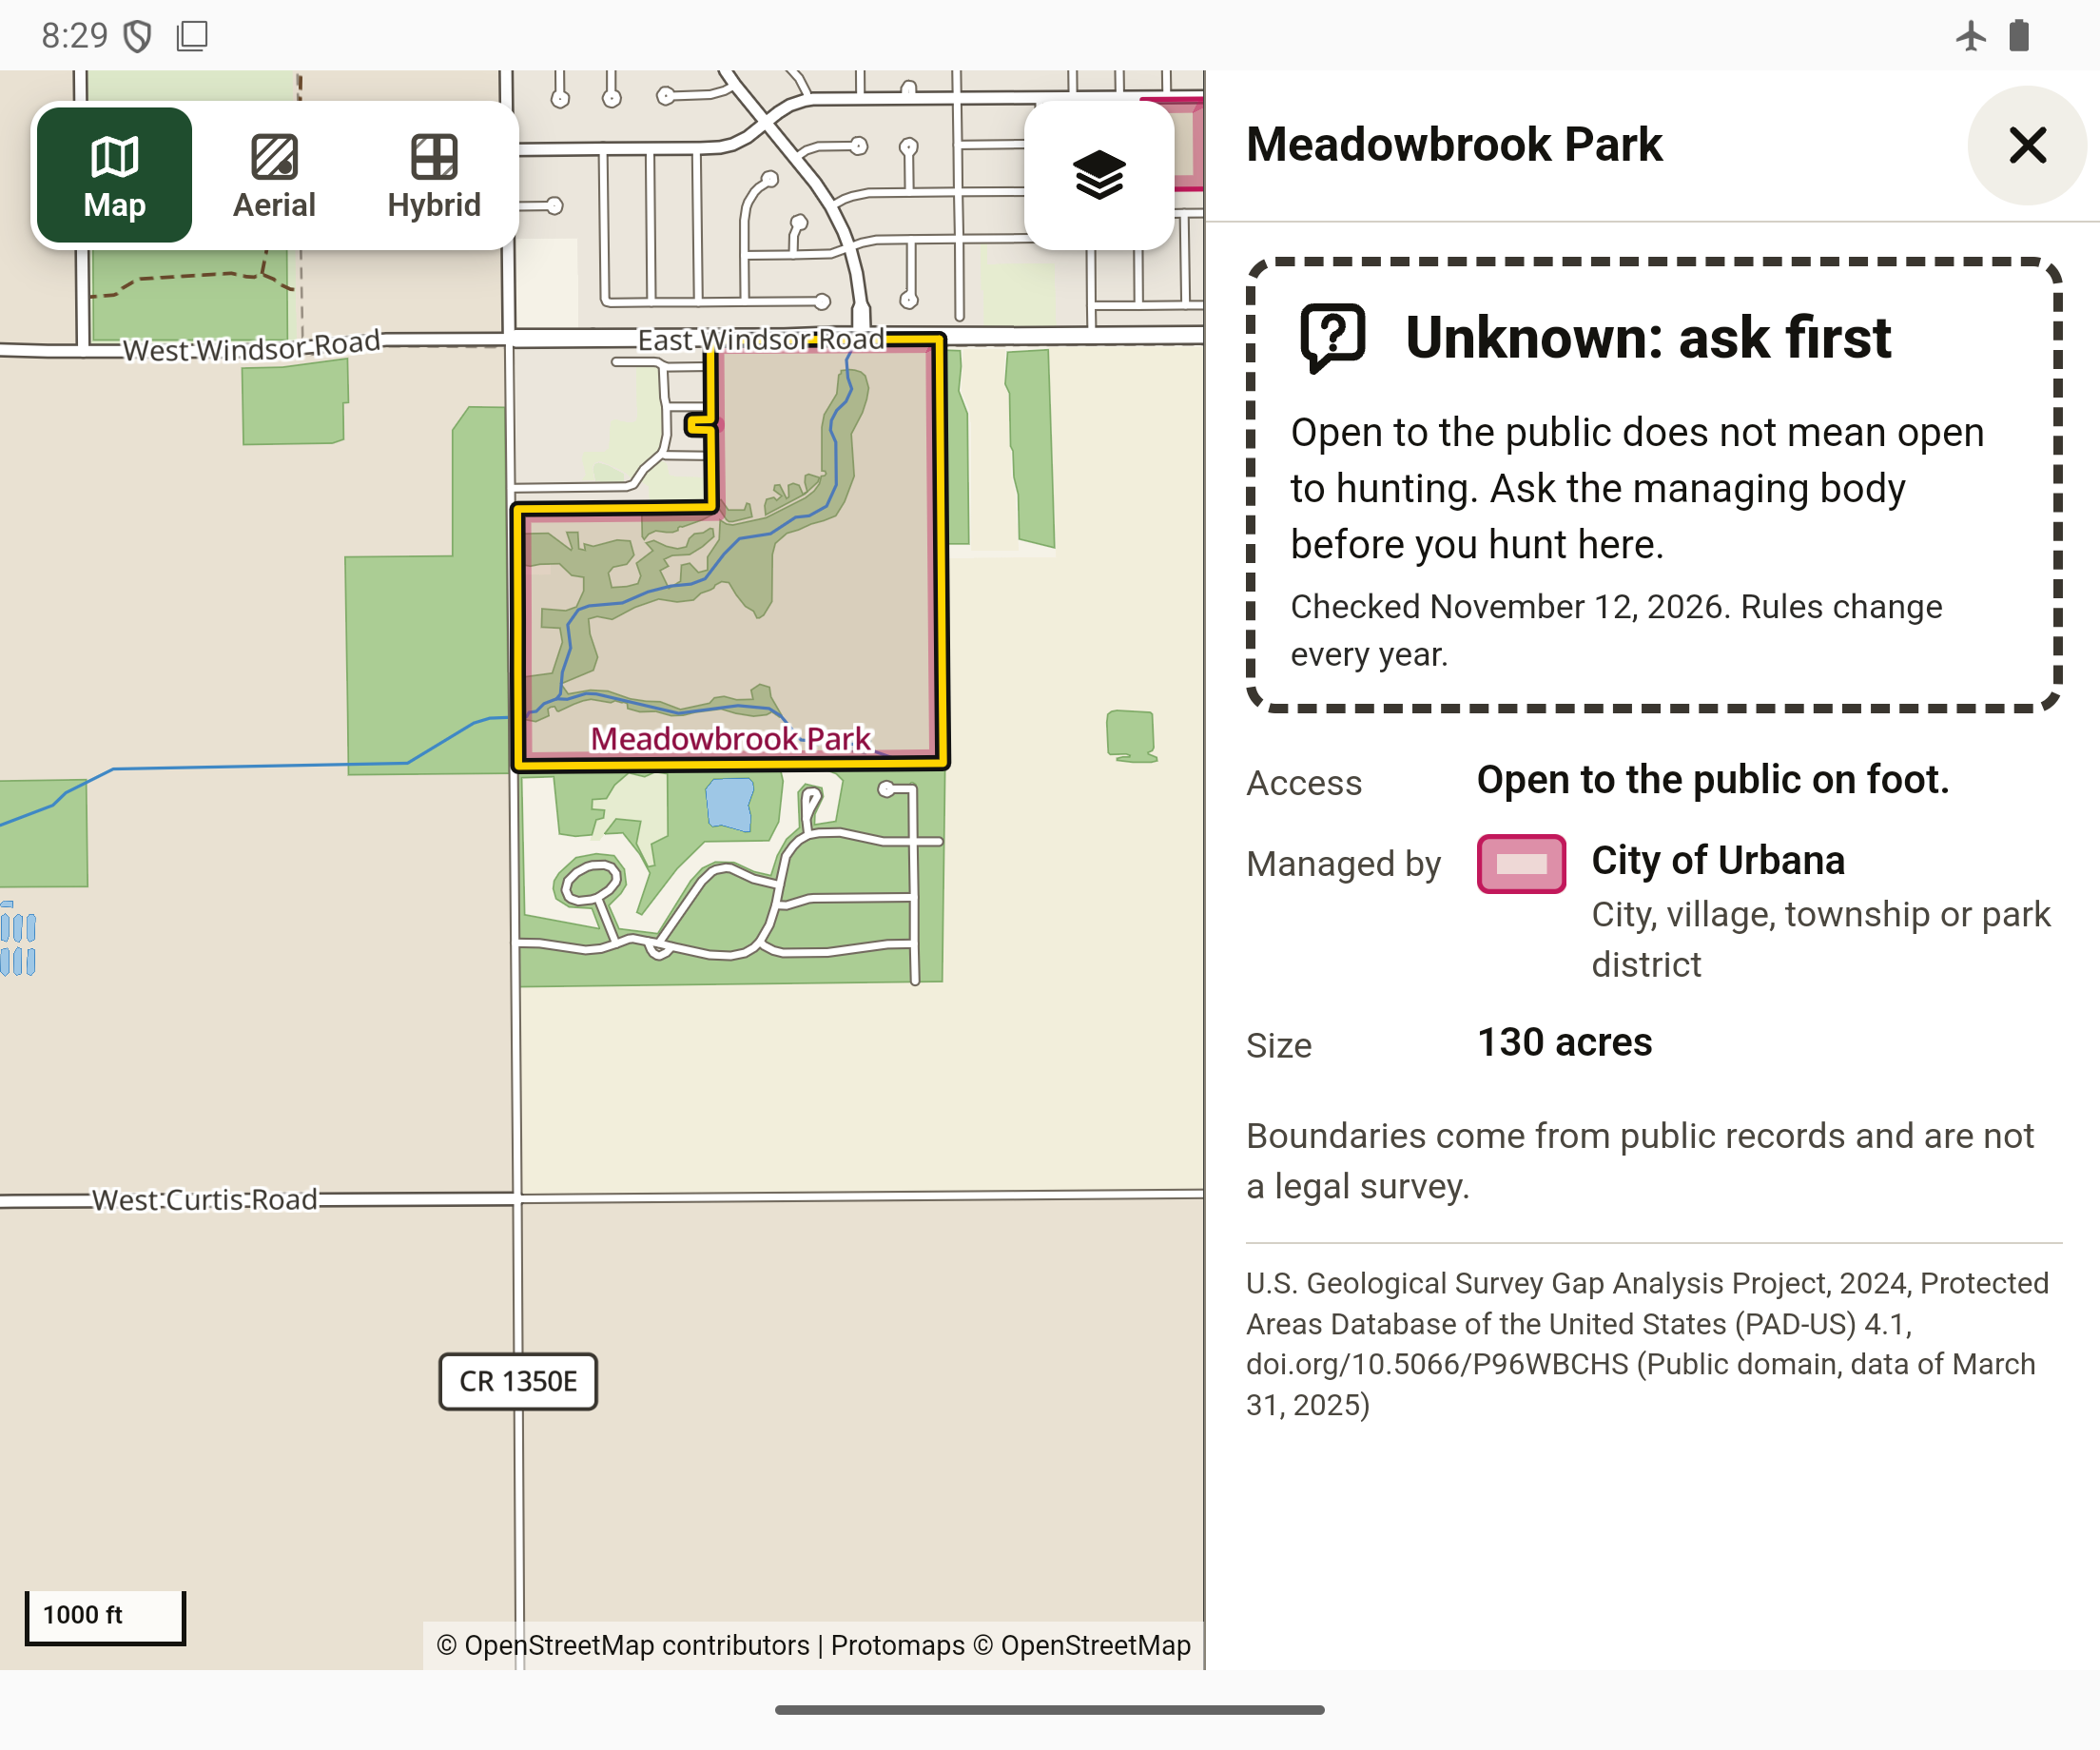 8:29
Map
Aerial
Hybrid
West Windsor Road
East Windsor Road
Meadowbrook Park
West Curtis Road
CR 1350E
1000 ft
© OpenStreetMap contributors | Protomaps © OpenStreetMap
Meadowbrook Park
Unknown: ask first
Open to the public does not mean open
to hunting. Ask the managing body
before you hunt here.
Checked November 12, 2026. Rules change
every year.
Access
Open to the public on foot.
Managed by
City of Urbana
City, village, township or park
district
Size
130 acres
Boundaries come from public records and are not
a legal survey.
U.S. Geological Survey Gap Analysis Project, 2024, Protected
Areas Database of the United States (PAD-US) 4.1,
doi.org/10.5066/P96WBCHS (Public domain, data of March
31, 2025)